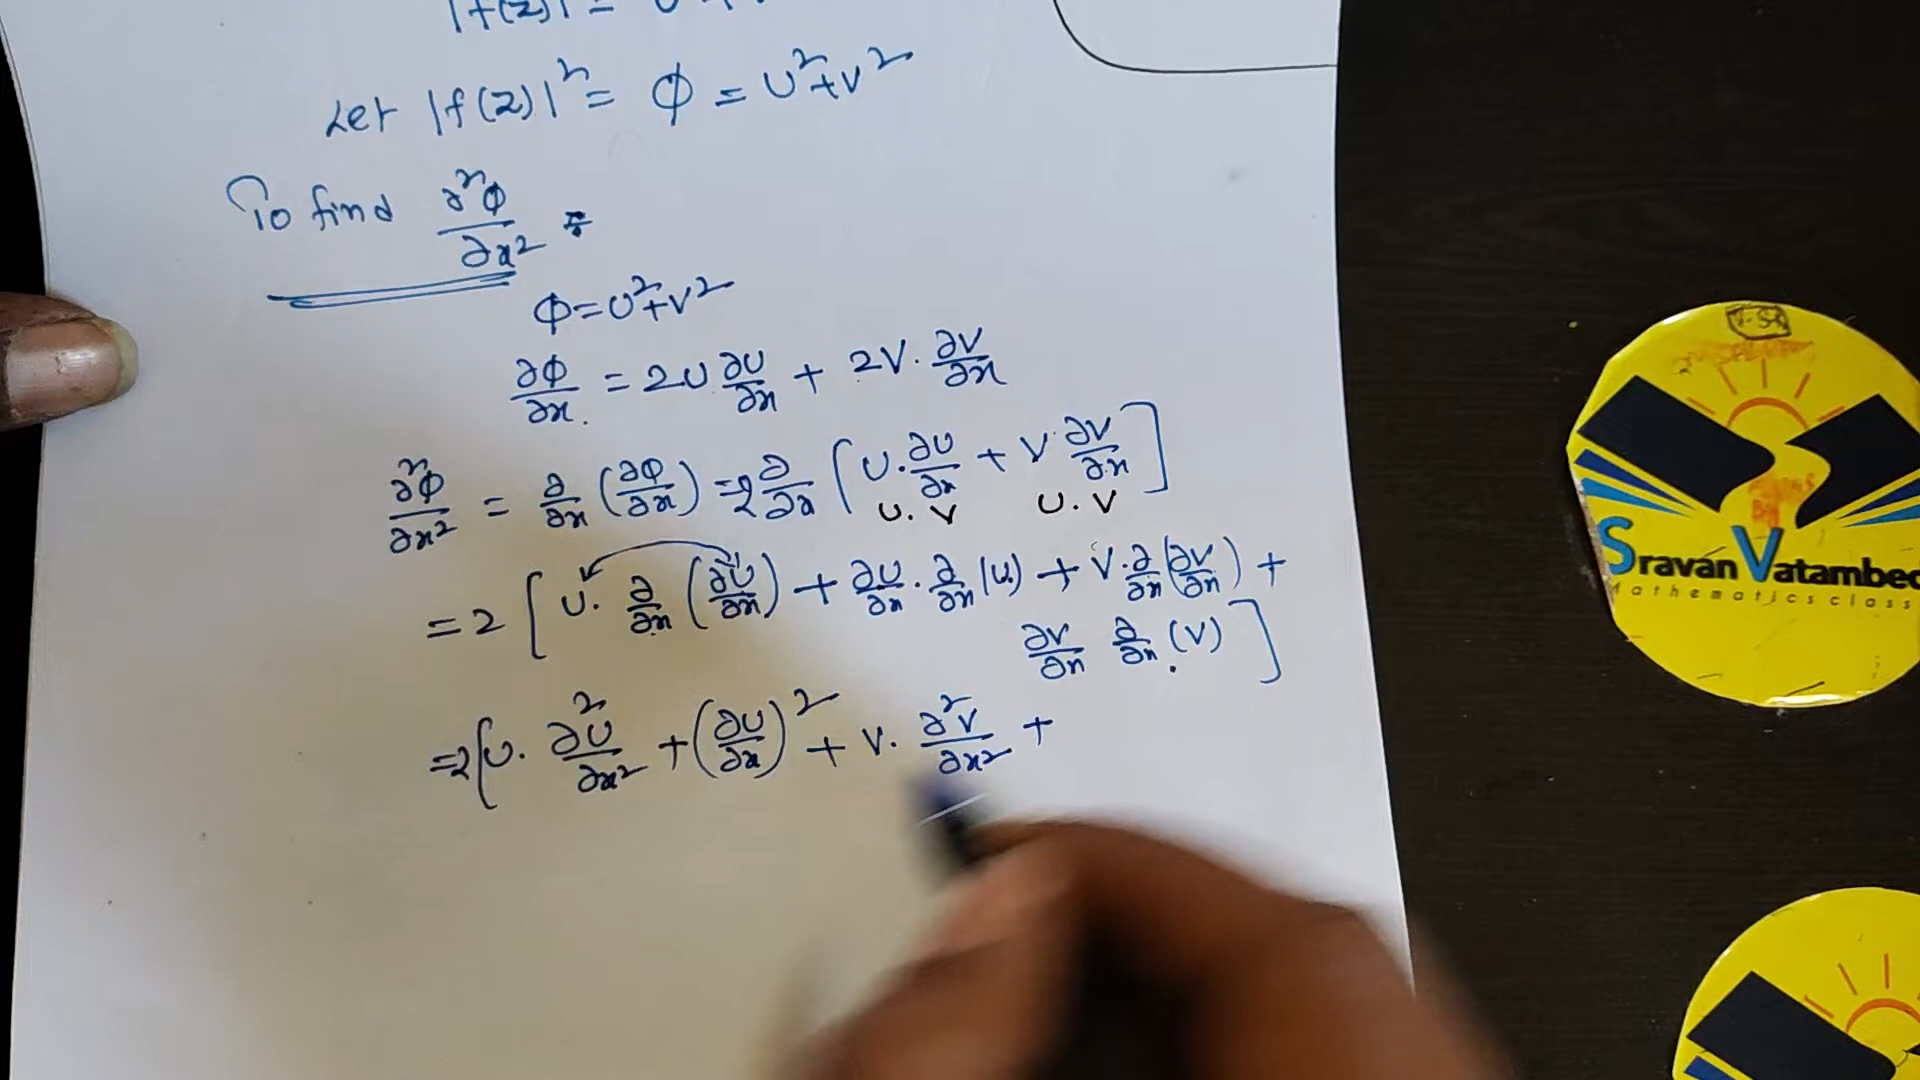 |f(z)| = 
Let |f(z)|² = Φ = U²+V²
To find ∂²Φ/∂x² =
Φ=U²+V²
∂Φ/∂x = 2U ∂U/∂x + 2V. ∂V/∂x
∂²Φ/∂x² = ∂/∂x (∂Φ/∂x) = 2 ∂/∂x [U. ∂U/∂x + V ∂V/∂x]
U. V U. V
= 2 [U. ∂/∂x (∂U/∂x) + ∂U/∂x . ∂/∂x (U) + V. ∂/∂x (∂V/∂x) +
∂V/∂x ∂/∂x (V)]
=2[U. ∂²U/∂x² + (∂U/∂x)² + V. ∂²V/∂x² +
Sravan Vatambed
Mathematics class